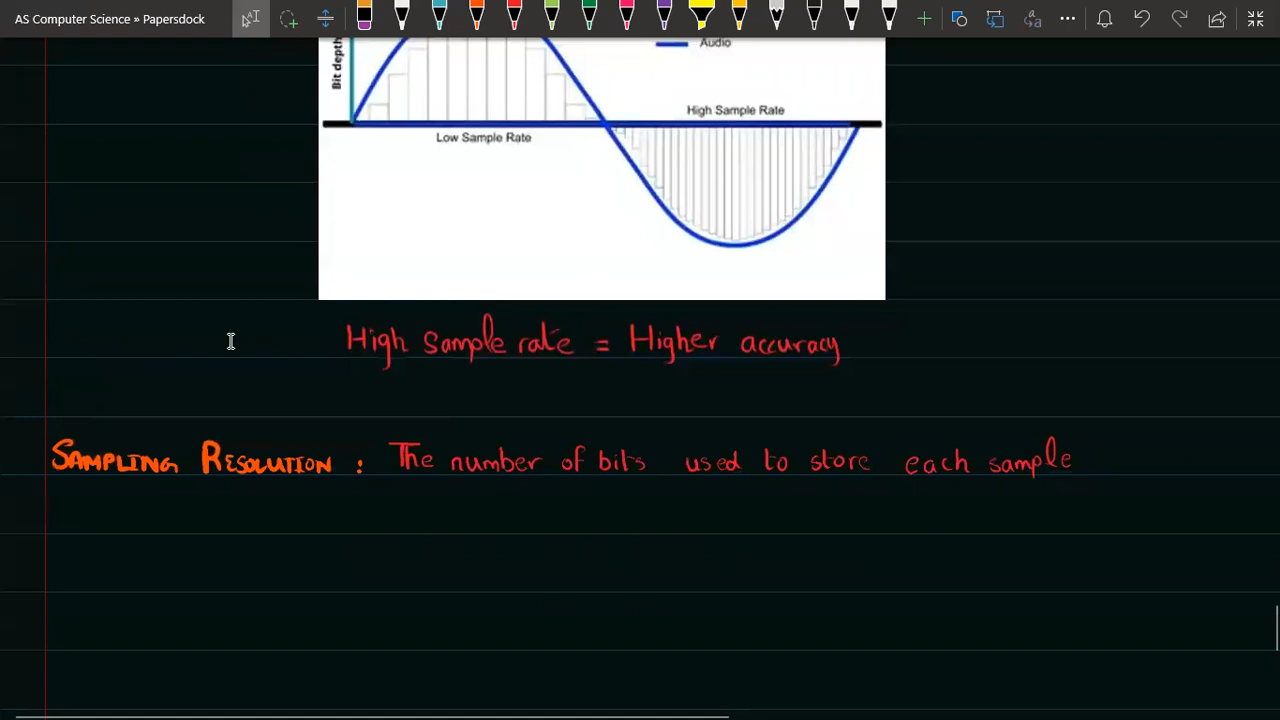 AS Computer Science » Papersdock
Bit depth
Audio
High Sample Rate
Low Sample Rate
High sample rate = Higher accuracy
SAMPLING RESOLUTION : The number of bits used to store each sample